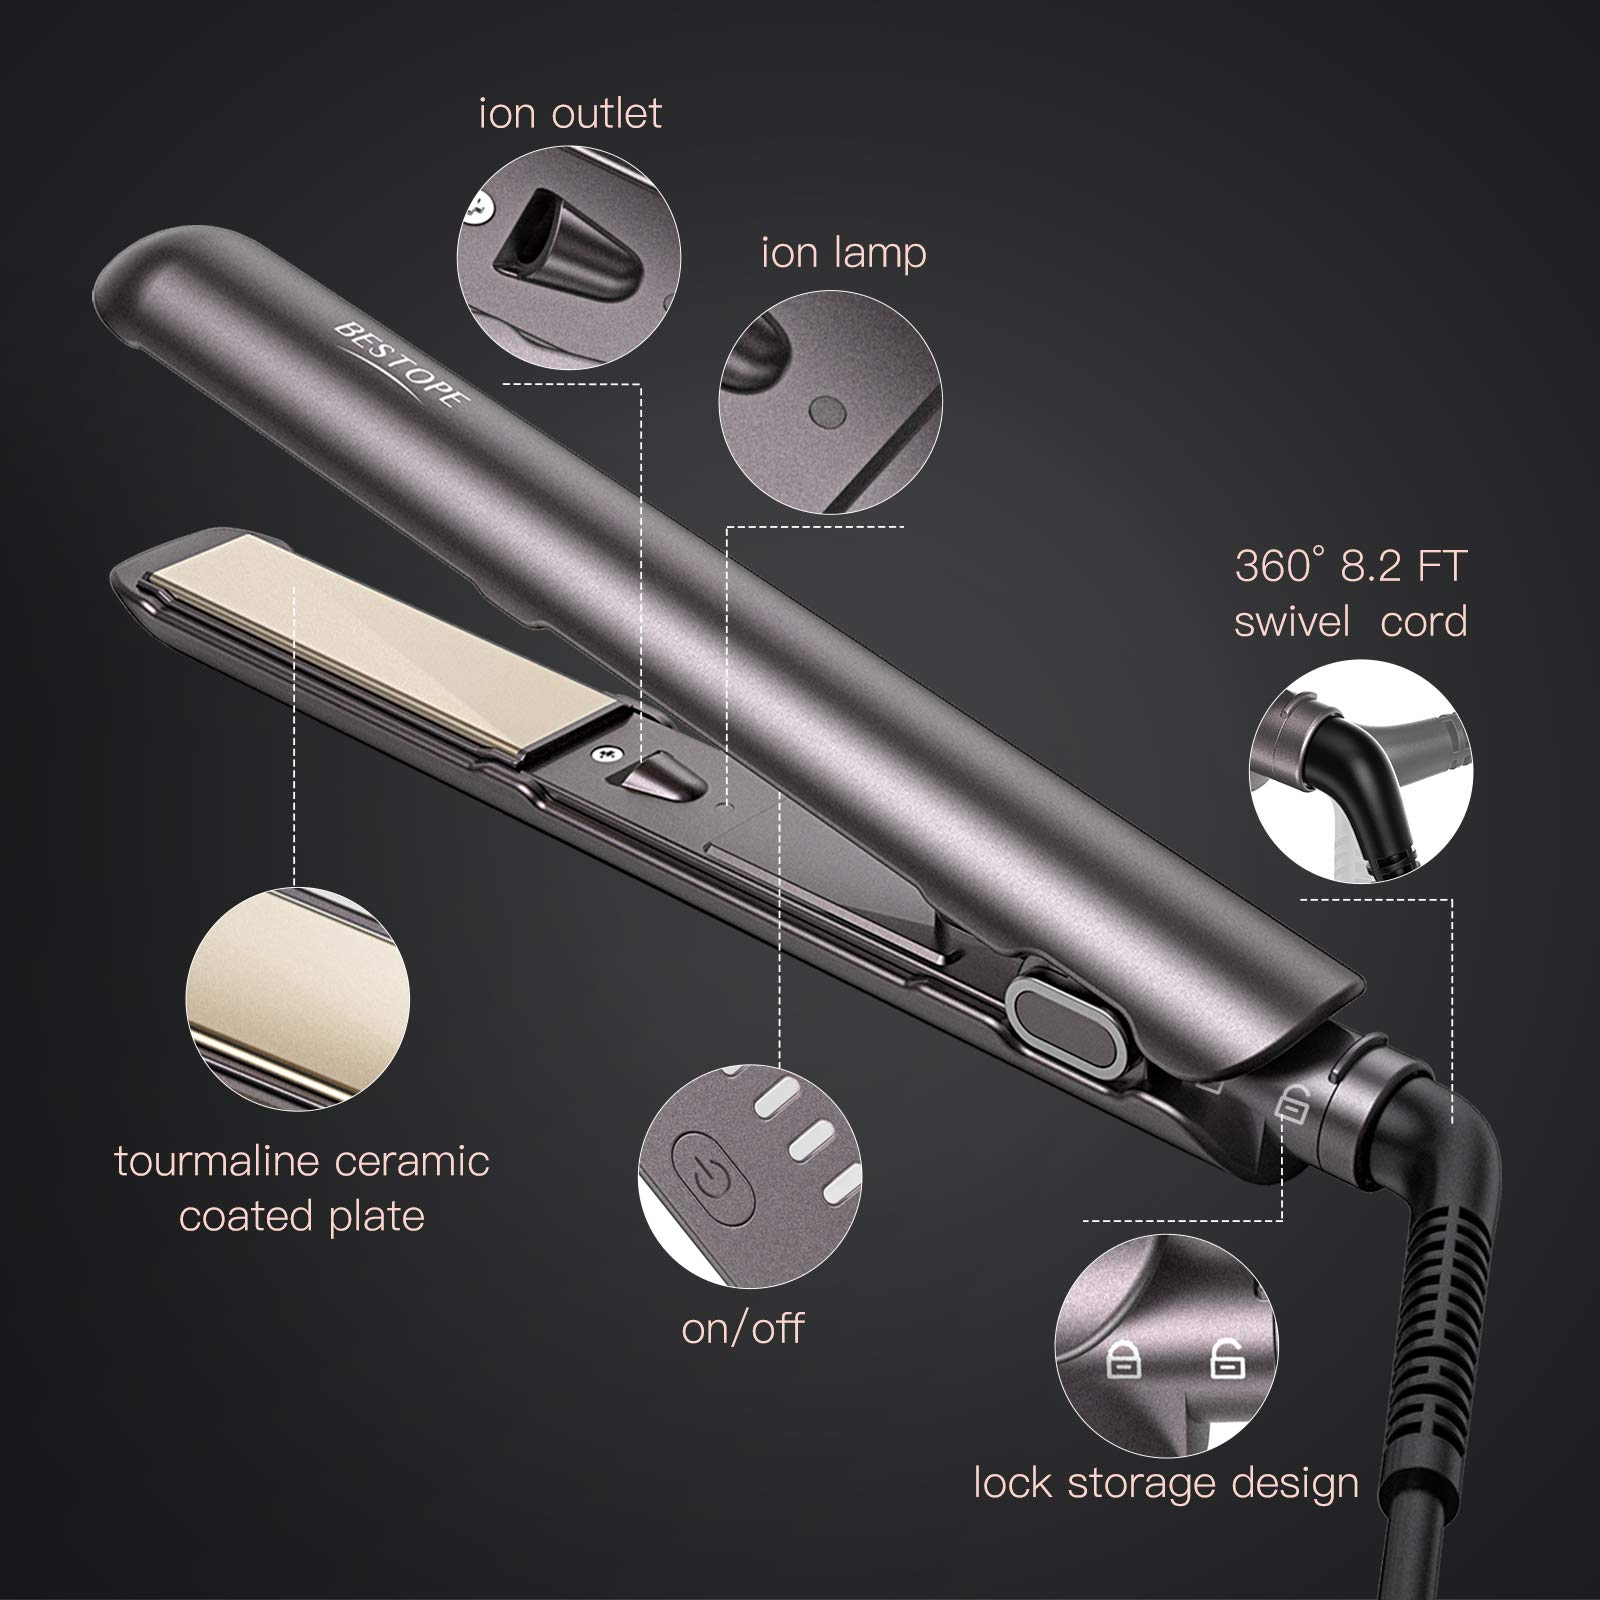 ion outlet
ion lamp
BESTOPE
360° 8.2 FT
swivel cord
tourmaline ceramic
coated plate
on/off
lock storage design